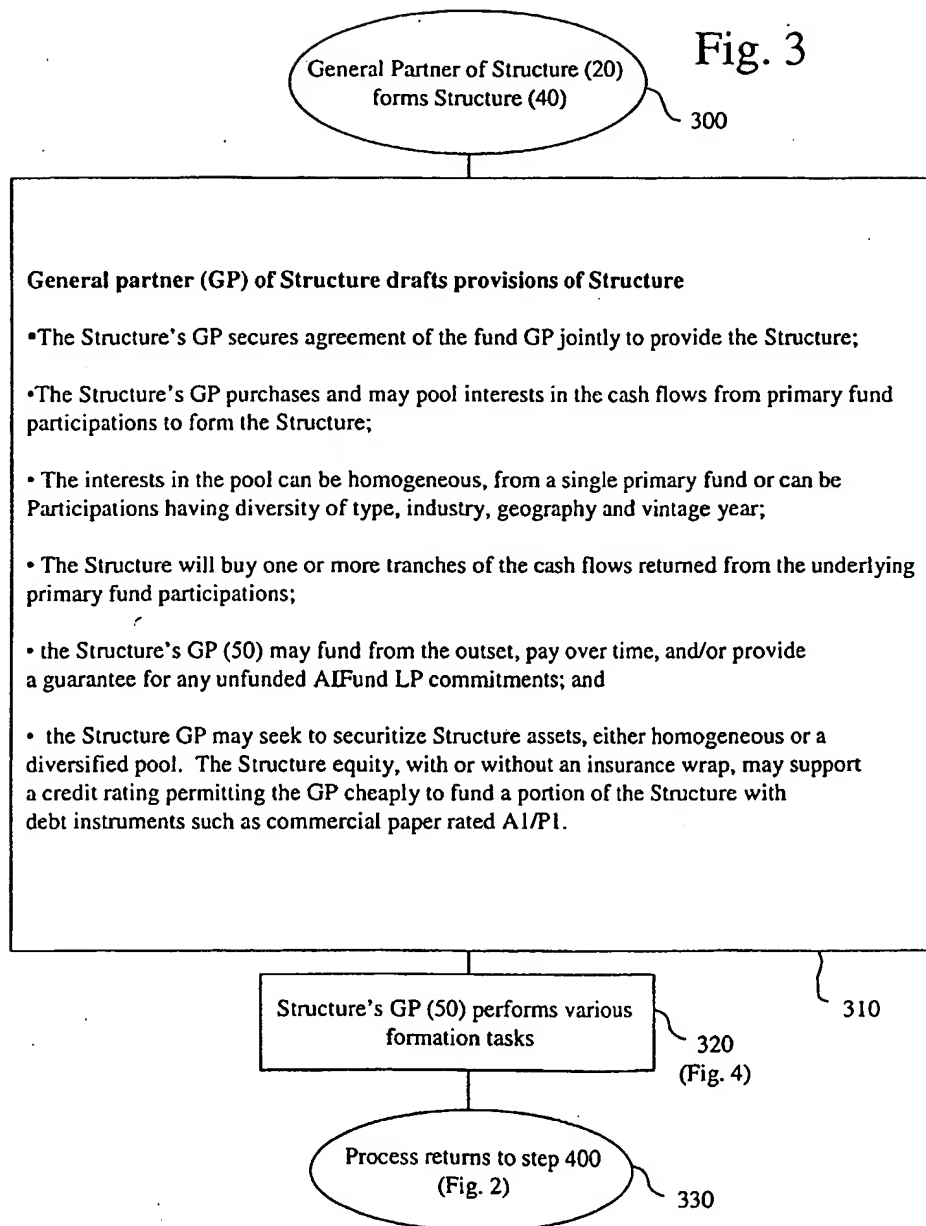 Fig. 3
General Partner of Structure (20)
forms Structure (40)
300
General partner (GP) of Structure drafts provisions of Structure
•The Structure's GP secures agreement of the fund GP jointly to provide the Structure;
•The Structure's GP purchases and may pool interests in the cash flows from primary fund
participations to form the Structure;
• The interests in the pool can be homogeneous, from a single primary fund or can be
Participations having diversity of type, industry, geography and vintage year;
• The Structure will buy one or more tranches of the cash flows returned from the underlying
primary fund participations;
• the Structure's GP (50) may fund from the outset, pay over time, and/or provide
a guarantee for any unfunded AIFund LP commitments; and
• the Structure GP may seek to securitize Structure assets, either homogeneous or a
diversified pool. The Structure equity, with or without an insurance wrap, may support
a credit rating permitting the GP cheaply to fund a portion of the Structure with
debt instruments such as commercial paper rated A1/P1.
310
Structure's GP (50) performs various
formation tasks
320
(Fig. 4)
Process returns to step 400
(Fig. 2)
330